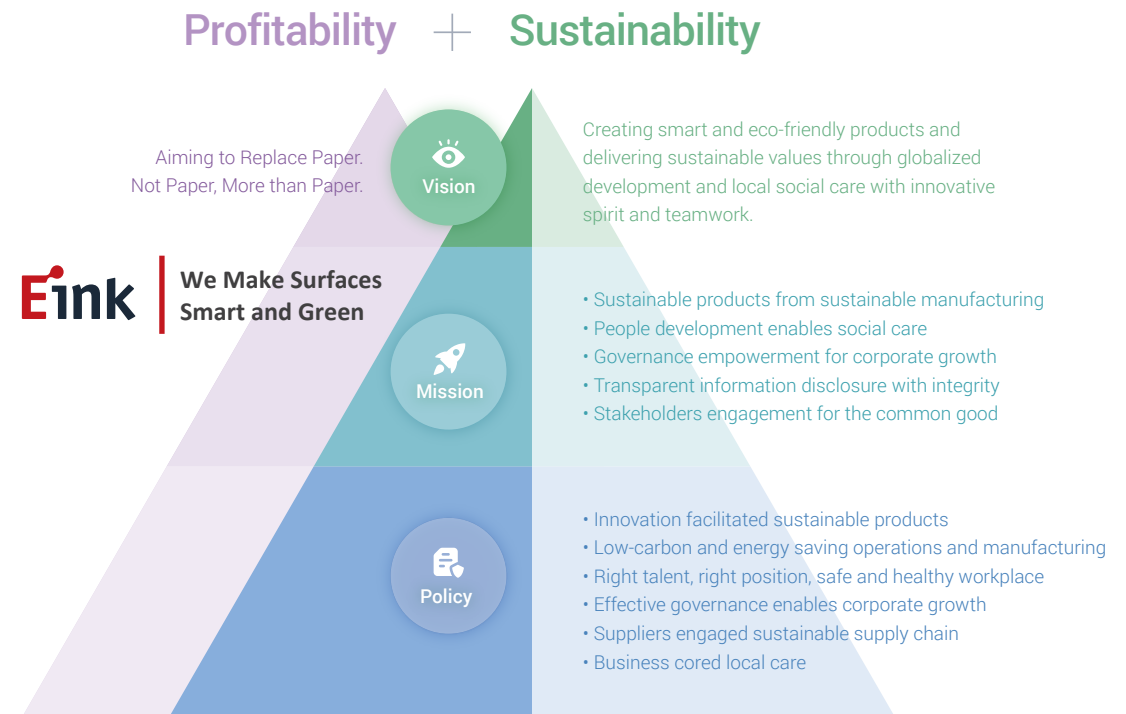 Profitability + Sustainability
Aiming to Replace Paper.
Not Paper, More than Paper.
Vision
Creating smart and eco-friendly products and
delivering sustainable values through globalized
development and local social care with innovative
spirit and teamwork.
Eink
We Make Surfaces
Smart and Green
Mission
• Sustainable products from sustainable manufacturing
• People development enables social care
• Governance empowerment for corporate growth
• Transparent information disclosure with integrity
• Stakeholders engagement for the common good
Policy
• Innovation facilitated sustainable products
• Low-carbon and energy saving operations and manufacturing
• Right talent, right position, safe and healthy workplace
• Effective governance enables corporate growth
• Suppliers engaged sustainable supply chain
• Business cored local care